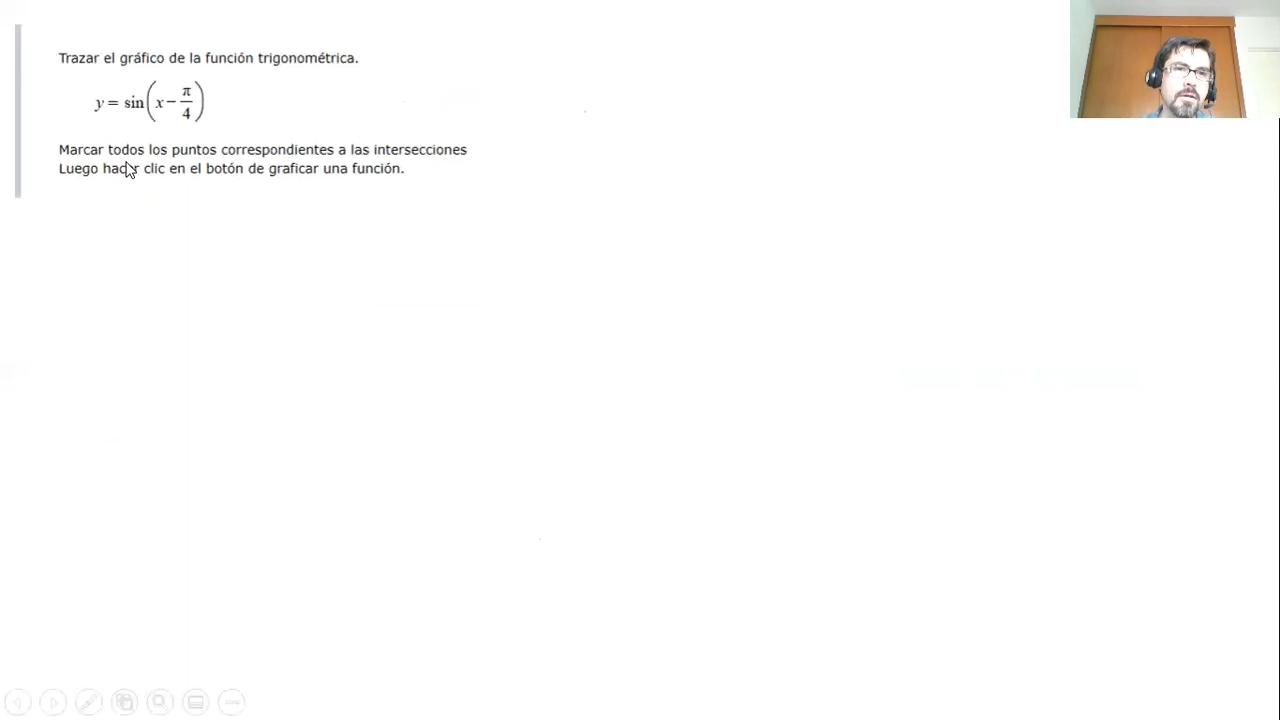 Trazar el gráfico de la función trigonométrica.
y = sin(x − π/4)
Marcar todos los puntos correspondientes a las intersecciones
Luego hacer clic en el botón de graficar una función.